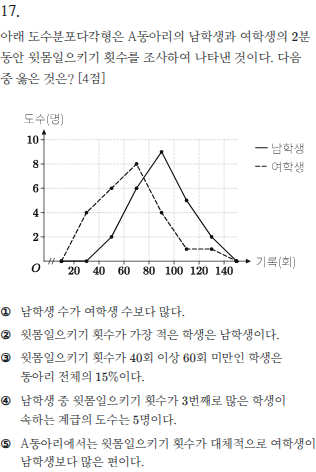 17.
아래 도수분포다각형은 A동아리의 남학생과 여학생의 2분
동안 윗몸일으키기 횟수를 조사하여 나타낸 것이다. 다음
중 옳은 것은? [4점]
도수(명)
10
8
6
4
2
O
20 40 60 80 100 120 140 기록(회)
남학생
여학생
① 남학생 수가 여학생 수보다 많다.
② 윗몸일으키기 횟수가 가장 적은 학생은 남학생이다.
③ 윗몸일으키기 횟수가 40회 이상 60회 미만인 학생은
동아리 전체의 15%이다.
④ 남학생 중 윗몸일으키기 횟수가 3번째로 많은 학생이
속하는 계급의 도수는 5명이다.
⑤ A동아리에서는 윗몸일으키기 횟수가 대체적으로 여학생이
남학생보다 많은 편이다.